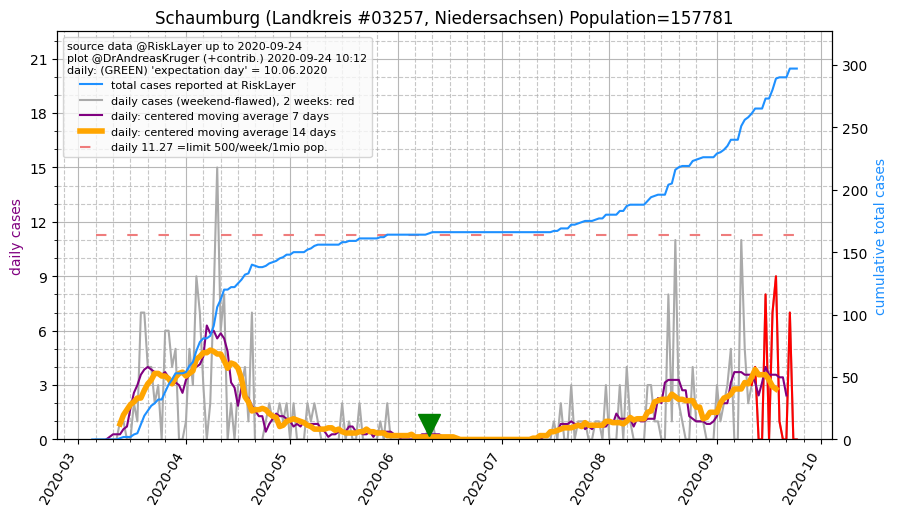 Schaumburg (Landkreis #03257, Niedersachsen) Population=157781
source data @RiskLayer up to 2020-09-24
plot @DrAndreasKruger (+contrib.) 2020-09-24 10:12
daily: (GREEN) 'expectation day' = 10.06.2020
total cases reported at RiskLayer
daily cases (weekend-flawed), 2 weeks: red
daily: centered moving average 7 days
daily: centered moving average 14 days
daily 11.27 =limit 500/week/1mio pop.
daily cases
21
18
15
12
9
6
3
0
300
250
200
150
100
50
0
cumulative total cases
2020-03
2020-04
2020-05
2020-06
2020-07
2020-08
2020-09
2020-10